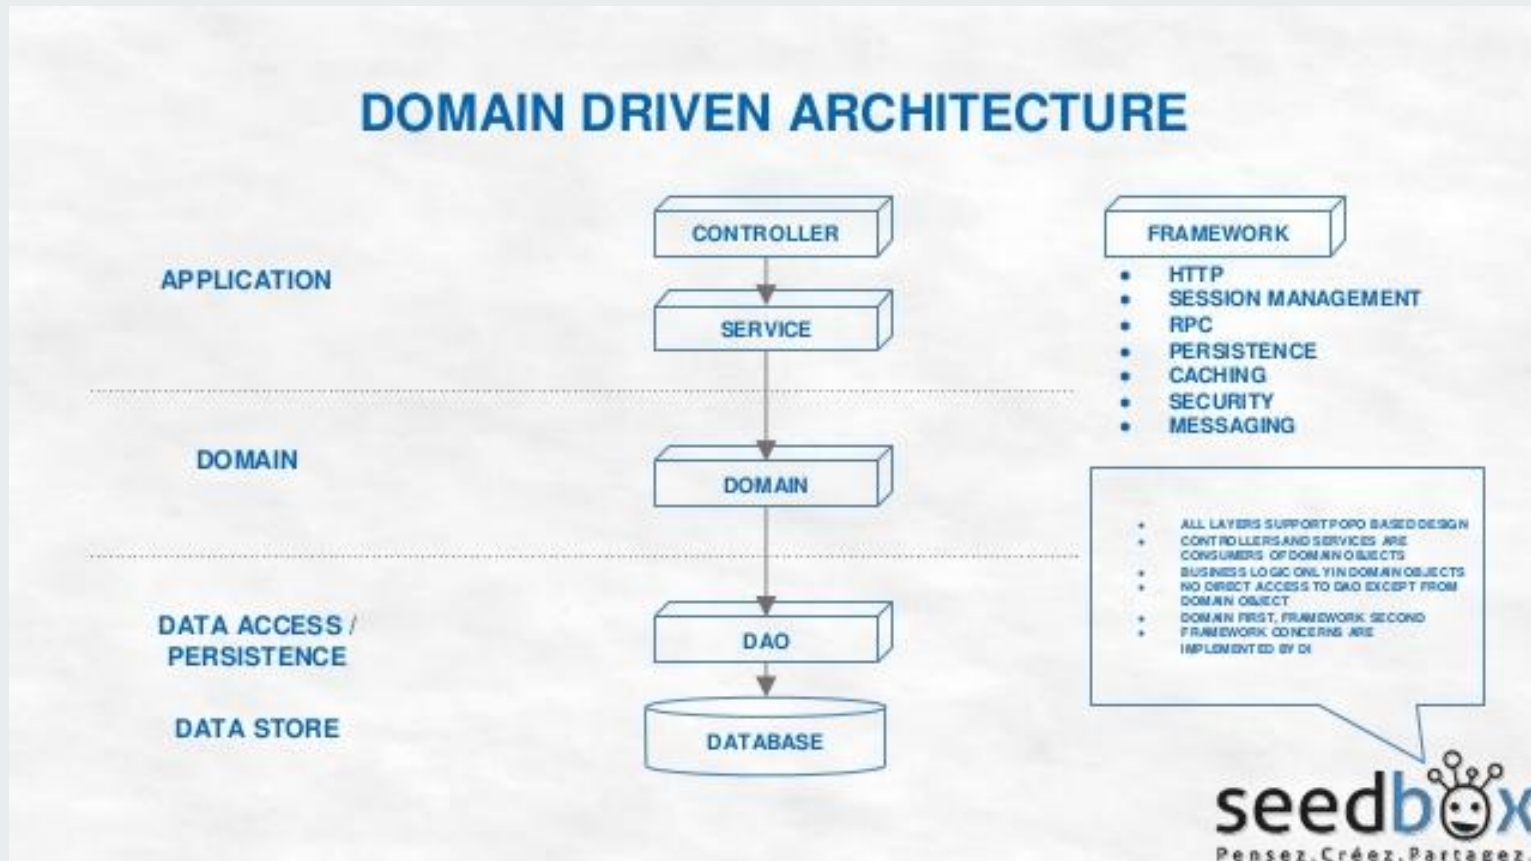 DOMAIN DRIVEN ARCHITECTURE
APPLICATION
CONTROLLER
SERVICE
DOMAIN
DOMAIN
DATA ACCESS /
PERSISTENCE
DAO
DATA STORE
DATABASE
FRAMEWORK
• HTTP
• SESSION MANAGEMENT
• RPC
• PERSISTENCE
• CACHING
• SECURITY
• MESSAGING
• ALL LAYERS SUPPORT POPO BASED DESIGN
• CONTROLLERS AND SERVICES ARE
CONSUMERS OF DOMAIN OBJECTS
• BUSINESS LOGIC ONLY IN DOMAIN OBJECTS
• NO DIRECT ACCESS TO DAO EXCEPT FROM
DOMAIN OBJECT
• DOMAIN FIRST, FRAMEWORK SECOND
• FRAMEWORK CONCERNS ARE
IMPLEMENTED BY DI
seedbox
Pensez.Créez.Partagez.